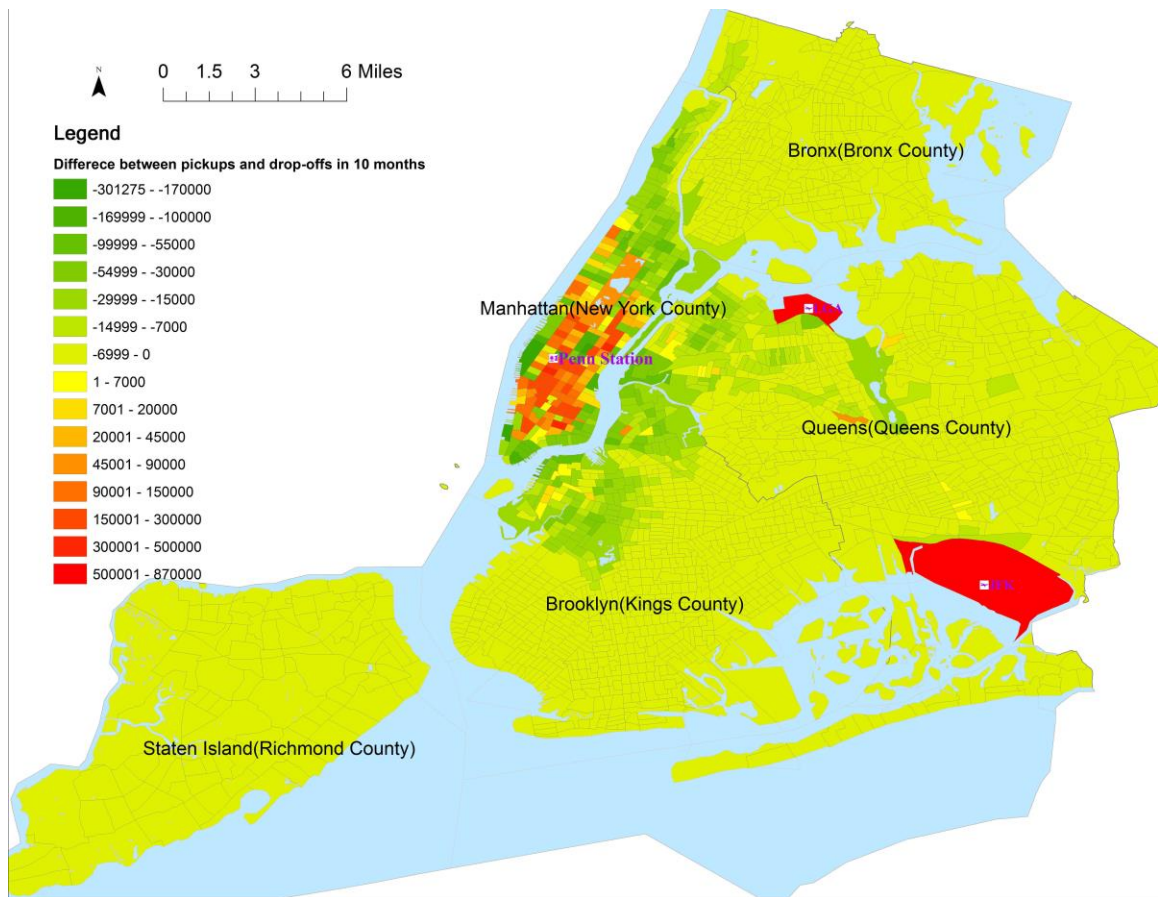 N
0 1.5 3 6 Miles
Legend
Differece between pickups and drop-offs in 10 months
-301275 - -170000
-169999 - -100000
-99999 - -55000
-54999 - -30000
-29999 - -15000
-14999 - -7000
-6999 - 0
1 - 7000
7001 - 20000
20001 - 45000
45001 - 90000
90001 - 150000
150001 - 300000
300001 - 500000
500001 - 870000
Bronx(Bronx County)
Manhattan(New York County)
LGA
Penn Station
Queens(Queens County)
JFK
Brooklyn(Kings County)
Staten Island(Richmond County)